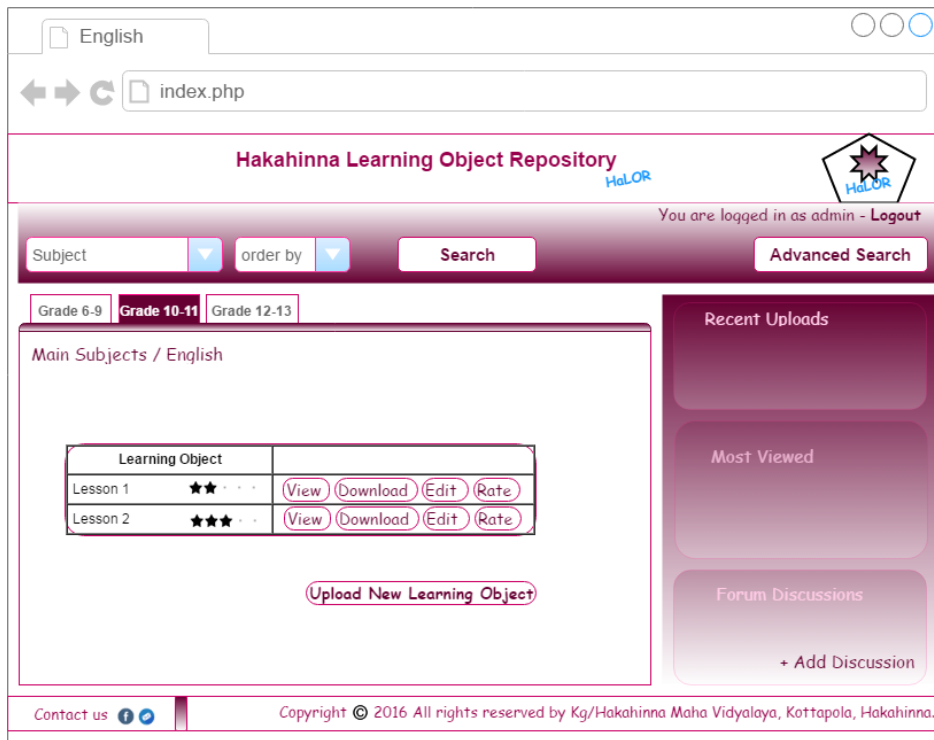 English
index.php
Hakahinna Learning Object Repository
HaLOR
HaLOR
You are logged in as admin - Logout
Subject order by Search Advanced Search
Grade 6-9 Grade 10-11 Grade 12-13
Main Subjects / English
Learning Object
Lesson 1 View Download Edit Rate
Lesson 2 View Download Edit Rate
Upload New Learning Object
Recent Uploads
Most Viewed
Forum Discussions
+ Add Discussion
Contact us Copyright © 2016 All rights reserved by Kg/Hakahinna Maha Vidyalaya, Kottapola, Hakahinna.